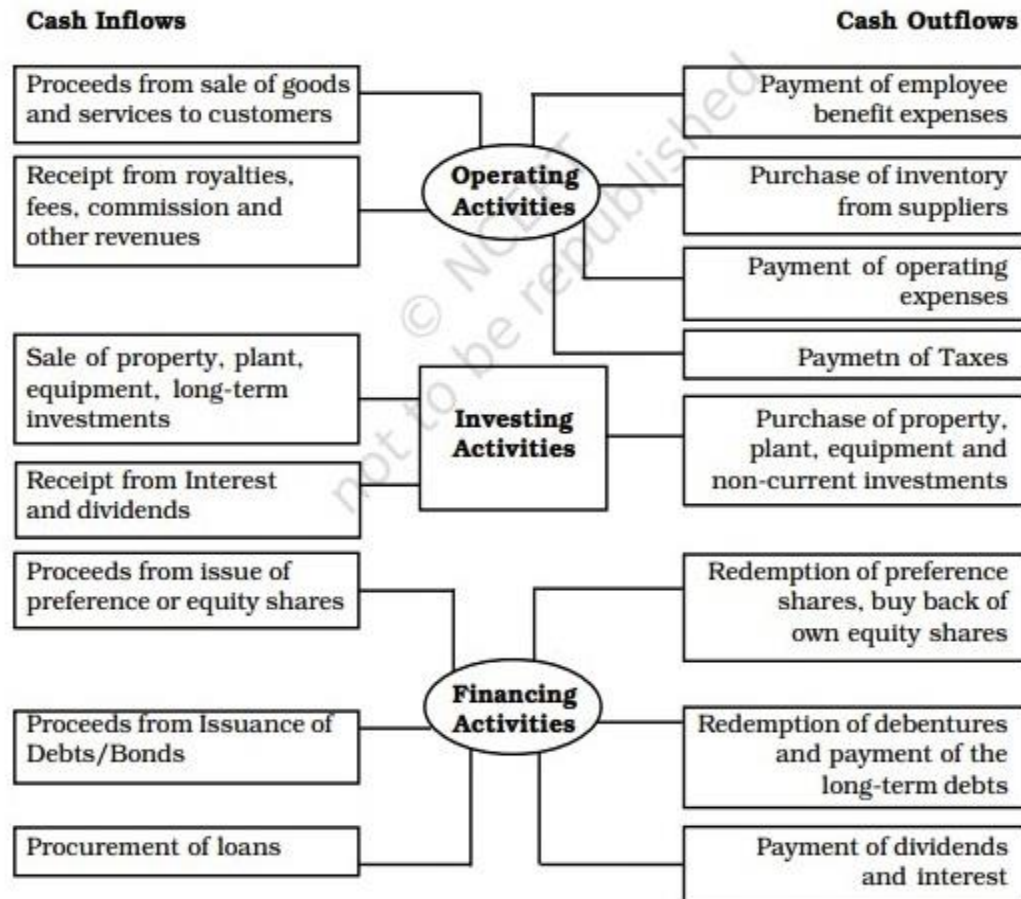 Cash Inflows
Cash Outflows
Proceeds from sale of goods
and services to customers
Receipt from royalties,
fees, commission and
other revenues
Operating
Activities
Payment of employee
benefit expenses
Purchase of inventory
from suppliers
Payment of operating
expenses
Paymetn of Taxes
Sale of property, plant,
equipment, long-term
investments
Receipt from Interest
and dividends
Investing
Activities
Purchase of property,
plant, equipment and
non-current investments
Proceeds from issue of
preference or equity shares
Proceeds from Issuance of
Debts/Bonds
Procurement of loans
Financing
Activities
Redemption of preference
shares, buy back of
own equity shares
Redemption of debentures
and payment of the
long-term debts
Payment of dividends
and interest
© NCERT
not to be republished